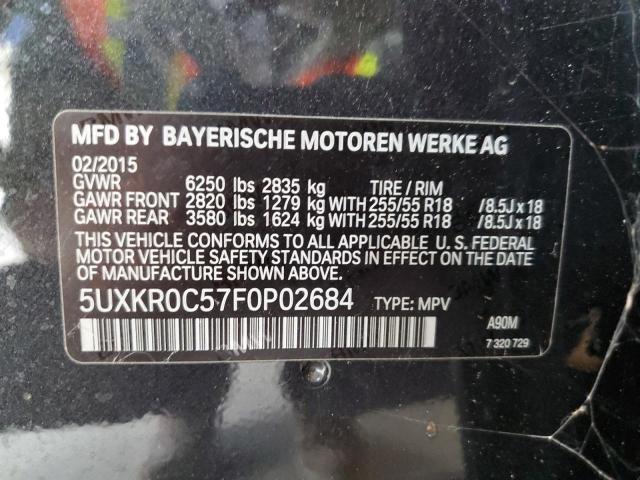 MFD BY BAYERISCHE MOTOREN WERKE AG
02/2015
GVWR 6250 lbs 2835 kg TIRE / RIM
GAWR FRONT 2820 lbs 1279 kg WITH 255/55 R18 /8.5J x 18
GAWR REAR 3580 lbs 1624 kg WITH 255/55 R18 /8.5J x 18
THIS VEHICLE CONFORMS TO ALL APPLICABLE U. S. FEDERAL
MOTOR VEHICLE SAFETY STANDARDS IN EFFECT ON THE DATE
OF MANUFACTURE SHOWN ABOVE.
5UXKR0C57F0P02684 TYPE: MPV
A90M
7 320 729